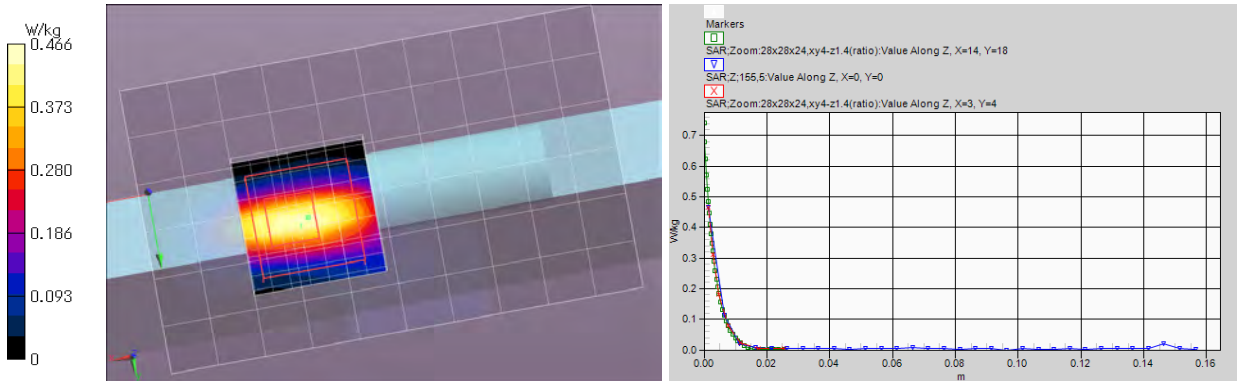 W/kg
0.466
0.373
0.280
0.186
0.093
0
Markers
SAR;Zoom:28x28x24,xy4-z1.4(ratio):Value Along Z, X=14, Y=18
SAR;Z;155,5:Value Along Z, X=0, Y=0
SAR;Zoom:28x28x24,xy4-z1.4(ratio):Value Along Z, X=3, Y=4
W/kg
0.7
0.6
0.5
0.4
0.3
0.2
0.1
0.0
0.00 0.02 0.04 0.06 0.08 0.10 0.12 0.14 0.16
m